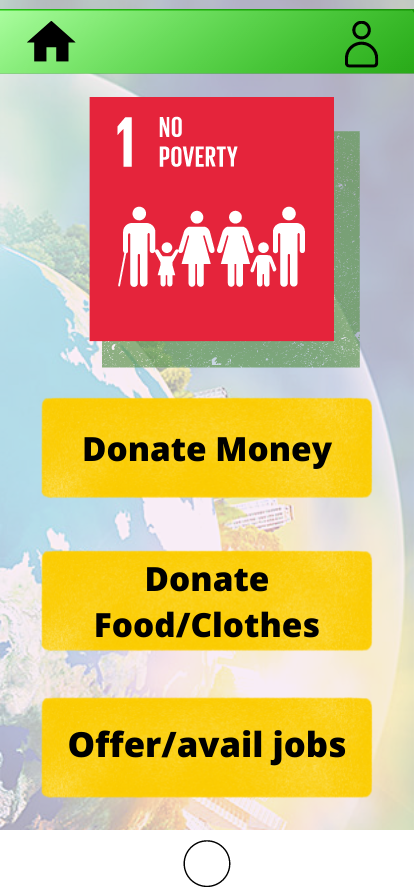 1 NO
POVERTY
Donate Money
Donate
Food/Clothes
Offer/avail jobs